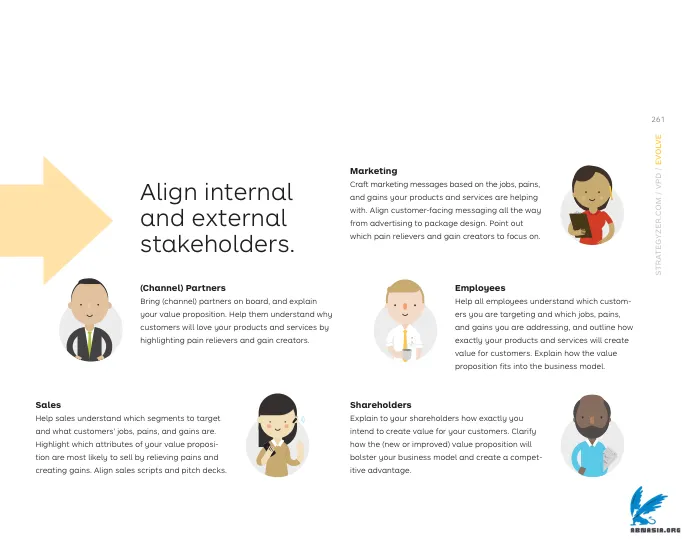 261
STRATEGYZER.COM / VPD / EVOLVE
Align internal
and external
stakeholders.
Marketing
Craft marketing messages based on the jobs, pains,
and gains your products and services are helping
with. Align customer-facing messaging all the way
from advertising to package design. Point out
which pain relievers and gain creators to focus on.
(Channel) Partners
Bring (channel) partners on board, and explain
your value proposition. Help them understand why
customers will love your products and services by
highlighting pain relievers and gain creators.
Employees
Help all employees understand which custom-
ers you are targeting and which jobs, pains,
and gains you are addressing, and outline how
exactly your products and services will create
value for customers. Explain how the value
proposition fits into the business model.
Sales
Help sales understand which segments to target
and what customers' jobs, pains, and gains are.
Highlight which attributes of your value proposi-
tion are most likely to sell by relieving pains and
creating gains. Align sales scripts and pitch decks.
Shareholders
Explain to your shareholders how exactly you
intend to create value for your customers. Clarify
how the (new or improved) value proposition will
bolster your business model and create a compet-
itive advantage.
ABNASIA.ORG